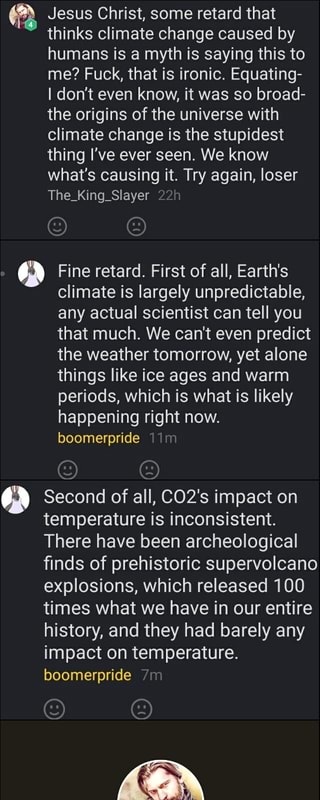 4
Jesus Christ, some retard that
thinks climate change caused by
humans is a myth is saying this to
me? Fuck, that is ironic. Equating-
I don't even know, it was so broad-
the origins of the universe with
climate change is the stupidest
thing I've ever seen. We know
what's causing it. Try again, loser
The_King_Slayer 22h
Fine retard. First of all, Earth's
climate is largely unpredictable,
any actual scientist can tell you
that much. We can't even predict
the weather tomorrow, yet alone
things like ice ages and warm
periods, which is what is likely
happening right now.
boomerpride 11m
Second of all, CO2's impact on
temperature is inconsistent.
There have been archeological
finds of prehistoric supervolcano
explosions, which released 100
times what we have in our entire
history, and they had barely any
impact on temperature.
boomerpride 7m